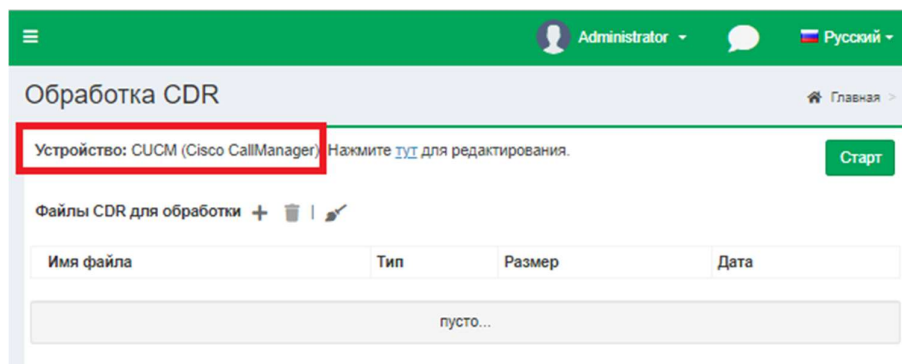 Administrator Русский
Обработка CDR Главная >
Устройство: CUCM (Cisco CallManager) Нажмите тут для редактирования. Старт
Файлы CDR для обработки
Имя файла Тип Размер Дата
пусто...